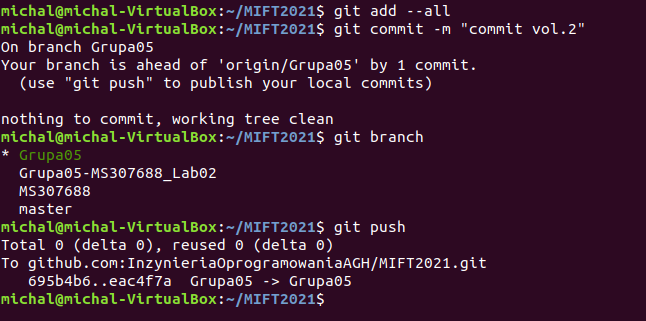 michal@michal-VirtualBox:~/MIFT2021$ git add --all
michal@michal-VirtualBox:~/MIFT2021$ git commit -m "commit vol.2"
On branch Grupa05
Your branch is ahead of 'origin/Grupa05' by 1 commit.
  (use "git push" to publish your local commits)

nothing to commit, working tree clean
michal@michal-VirtualBox:~/MIFT2021$ git branch
* Grupa05
  Grupa05-MS307688_Lab02
  MS307688
  master
michal@michal-VirtualBox:~/MIFT2021$ git push
Total 0 (delta 0), reused 0 (delta 0)
To github.com:InzynieriaOprogramowaniaAGH/MIFT2021.git
   695b4b6..eac4f7a  Grupa05 -> Grupa05
michal@michal-VirtualBox:~/MIFT2021$